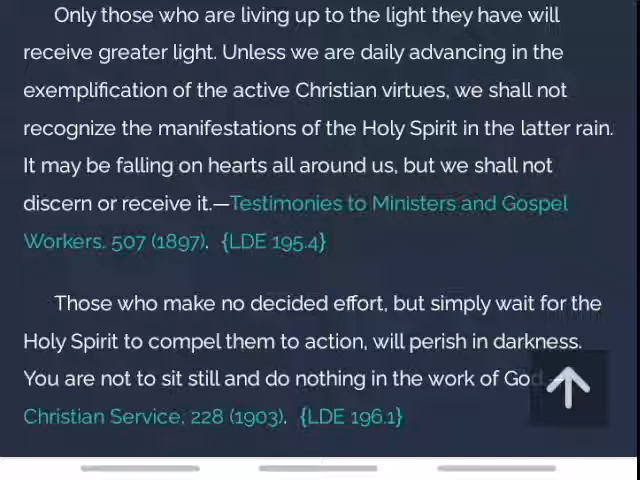 Only those who are living up to the light they have will
receive greater light. Unless we are daily advancing in the
exemplification of the active Christian virtues, we shall not
recognize the manifestations of the Holy Spirit in the latter rain.
It may be falling on hearts all around us, but we shall not
discern or receive it.—Testimonies to Ministers and Gospel
Workers, 507 (1897). {LDE 195.4}
Those who make no decided effort, but simply wait for the
Holy Spirit to compel them to action, will perish in darkness.
You are not to sit still and do nothing in the work of God.—
Christian Service, 228 (1903). {LDE 196.1}